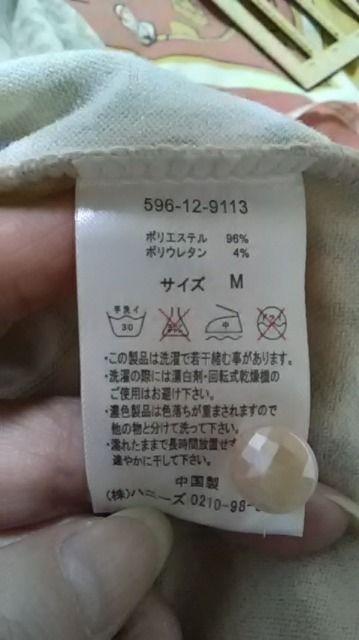 596-12-9113
ポリエステル 96%
ポリウレタン 4%
サイズ M
手洗イ 30 中 ドライ
・この製品は洗濯で若干縮む事があります。
・洗濯の際には漂白剤・回転式乾燥機の
ご使用はお避け下さい。
・濃色製品は色落ちが重まされますので
他の物と分けて洗って下さい。
・濡れたままで長時間放置せず
速やかに干して下さい。
中国製
(株)ハニーズ 0210-98-